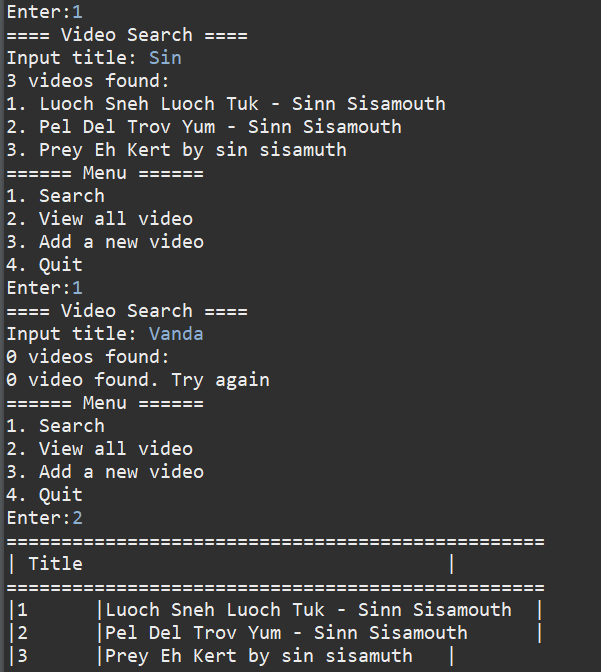 Enter:1
==== Video Search ====
Input title: Sin
3 videos found:
1. Luoch Sneh Luoch Tuk - Sinn Sisamouth
2. Pel Del Trov Yum - Sinn Sisamouth
3. Prey Eh Kert by sin sisamuth
====== Menu ======
1. Search
2. View all video
3. Add a new video
4. Quit
Enter:1
==== Video Search ====
Input title: Vanda
0 videos found:
0 video found. Try again
====== Menu ======
1. Search
2. View all video
3. Add a new video
4. Quit
Enter:2
=================================================
| Title                                 |
=================================================
|1      |Luoch Sneh Luoch Tuk - Sinn Sisamouth  |
|2      |Pel Del Trov Yum - Sinn Sisamouth      |
|3      |Prey Eh Kert by sin sisamuth   |